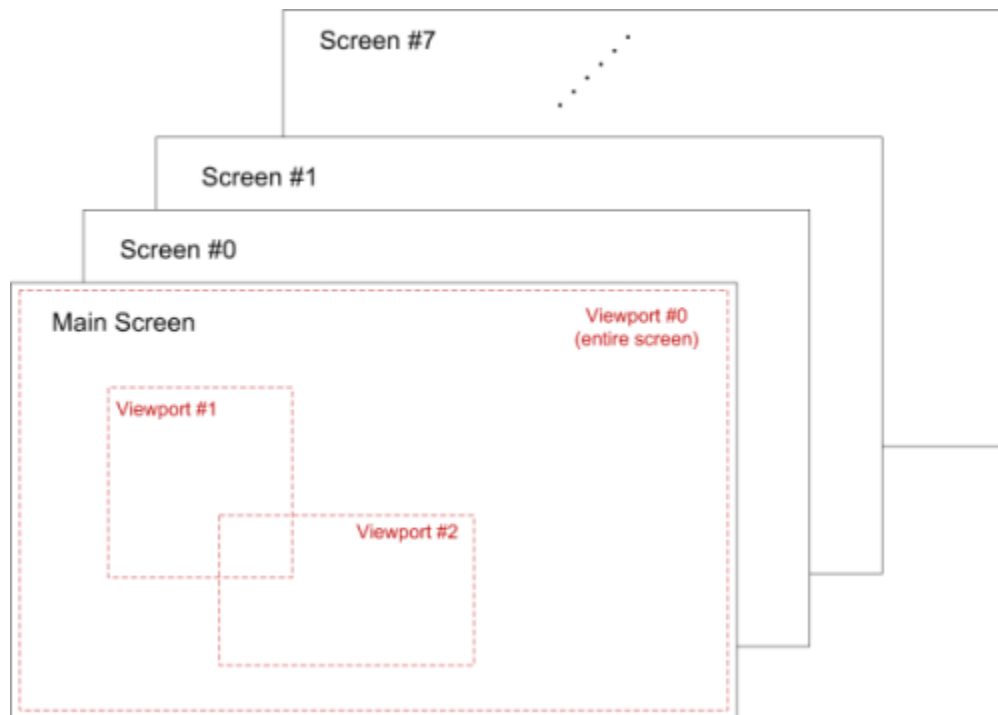 Screen #7
Screen #1
Screen #0
Main Screen
Viewport #0
(entire screen)
Viewport #1
Viewport #2